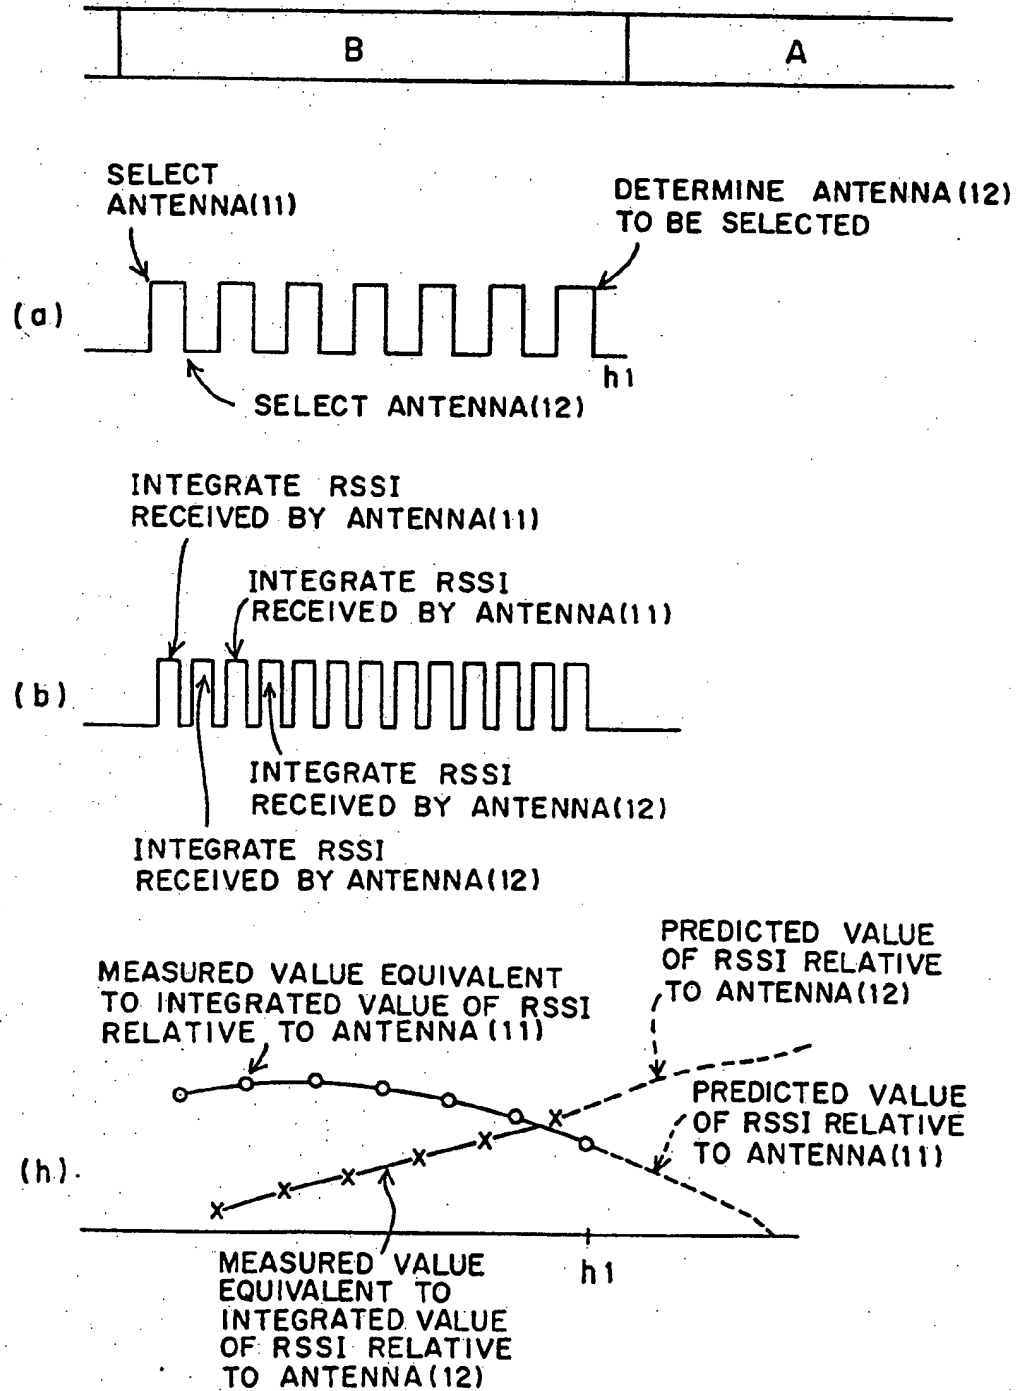 B
A
SELECT
ANTENNA(11)
DETERMINE ANTENNA(12)
TO BE SELECTED
(a)
h1
SELECT ANTENNA(12)
INTEGRATE RSSI
RECEIVED BY ANTENNA(11)
INTEGRATE RSSI
RECEIVED BY ANTENNA(11)
(b)
INTEGRATE RSSI
RECEIVED BY ANTENNA(12)
INTEGRATE RSSI
RECEIVED BY ANTENNA(12)
PREDICTED VALUE
OF RSSI RELATIVE
TO ANTENNA(12)
MEASURED VALUE EQUIVALENT
TO INTEGRATED VALUE OF RSSI
RELATIVE TO ANTENNA(11)
PREDICTED VALUE
OF RSSI RELATIVE
TO ANTENNA(11)
(h)
h1
MEASURED VALUE
EQUIVALENT TO
INTEGRATED VALUE
OF RSSI RELATIVE
TO ANTENNA(12)